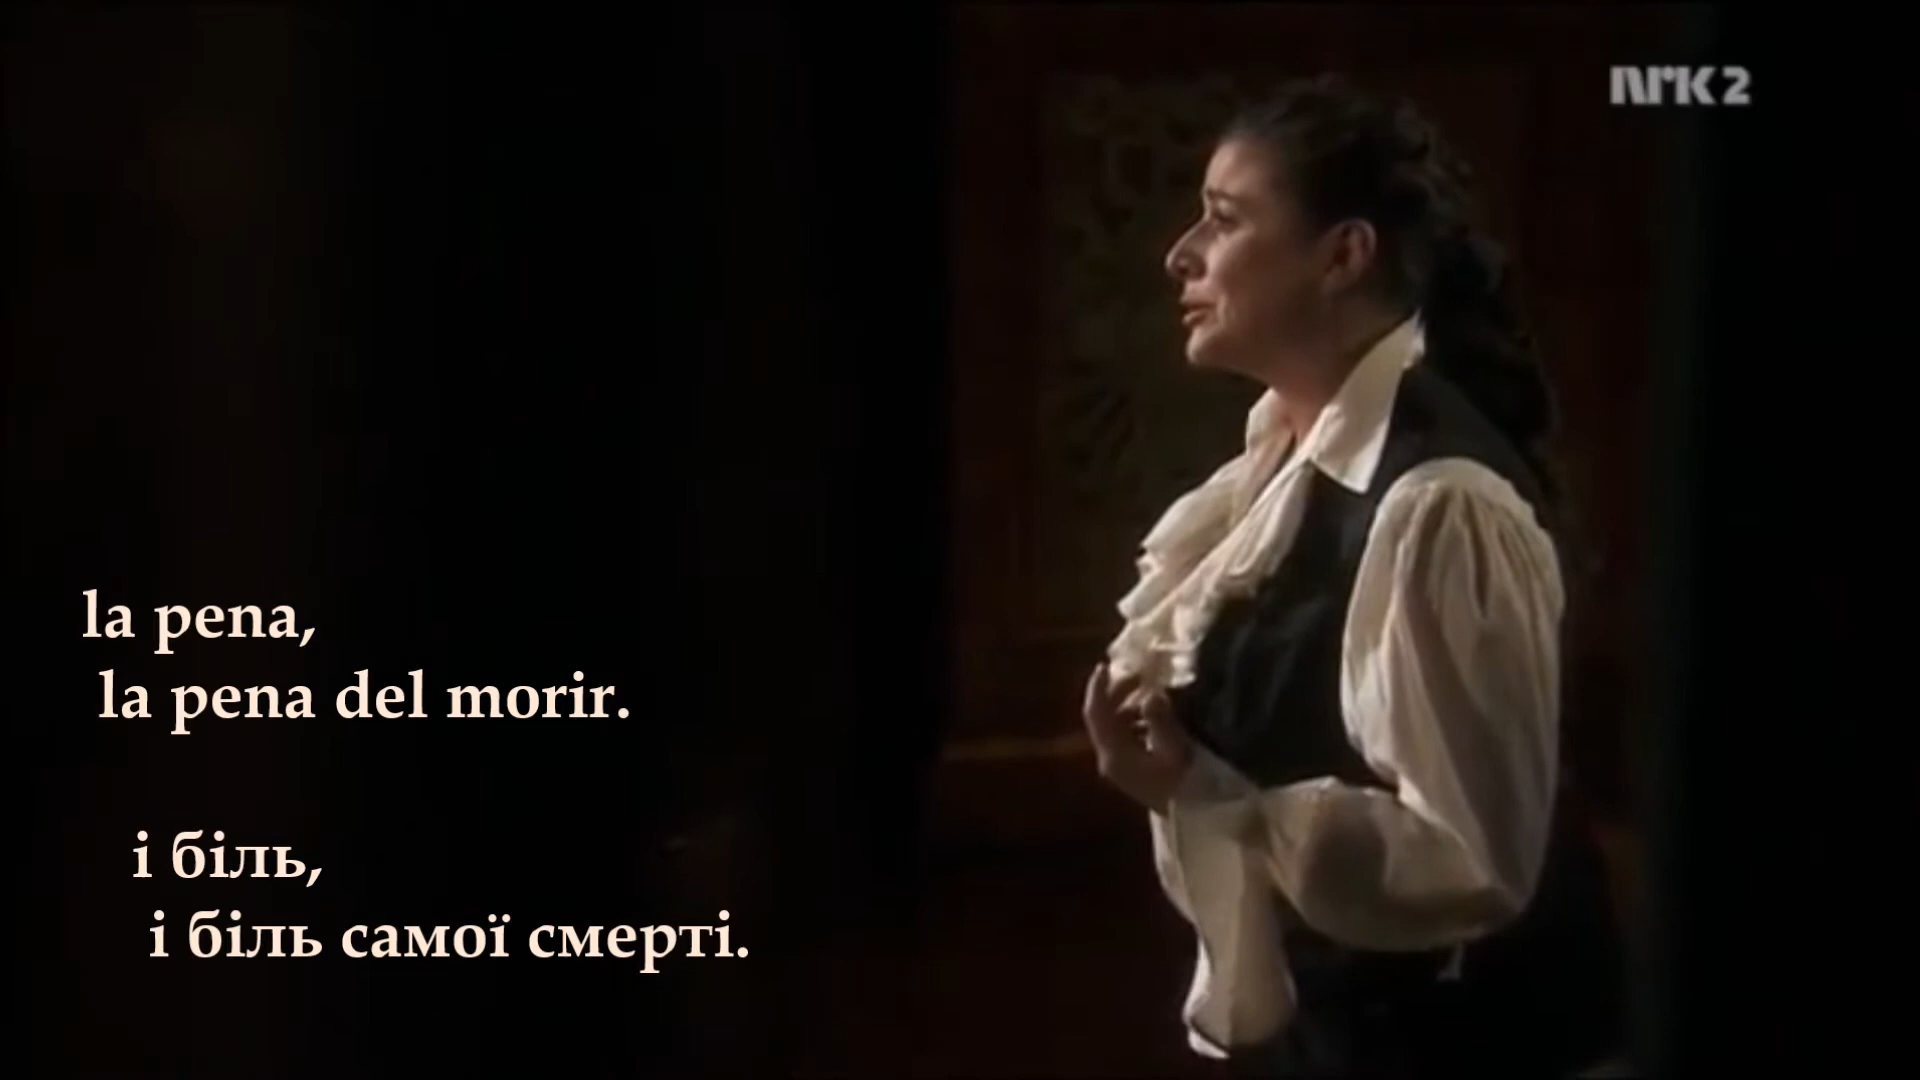 nrk 2
la pena,
la pena del morir.
і біль,
і біль самої смерті.